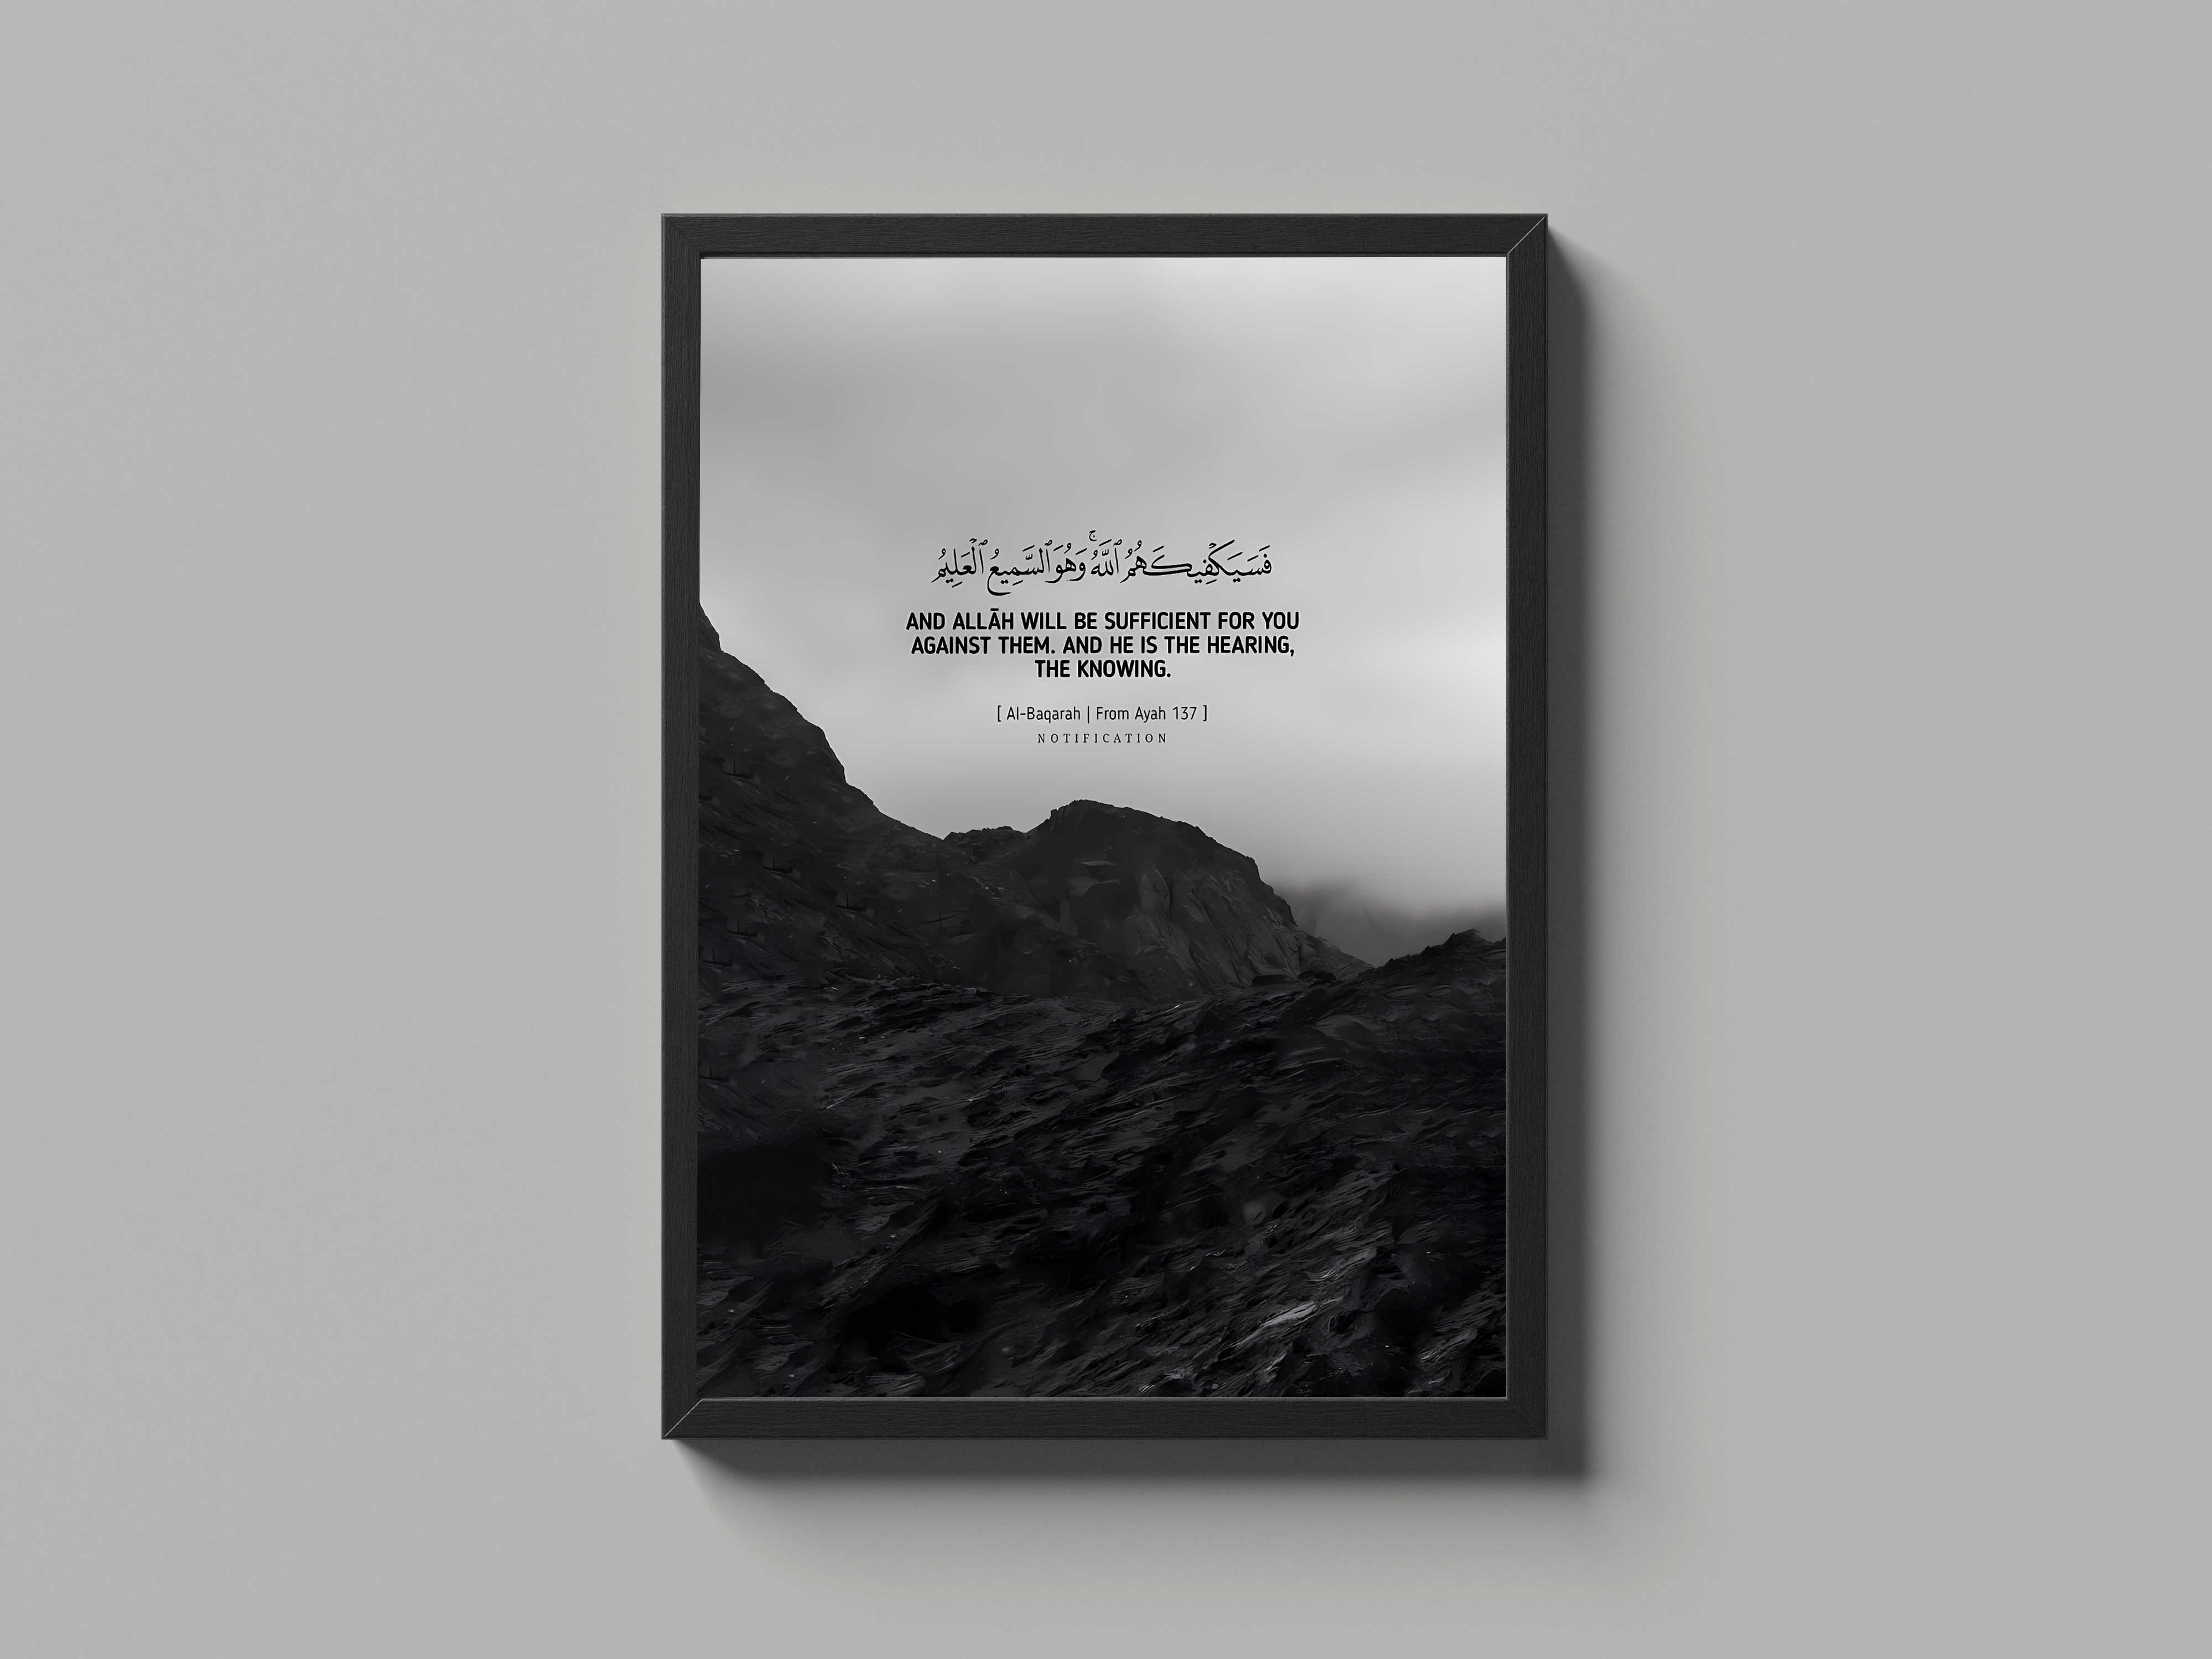 فَسَيَكْفِيكَهُمُ ٱللَّهُ ۚ وَهُوَ ٱلسَّمِيعُ ٱلْعَلِيمُ
AND ALLĀH WILL BE SUFFICIENT FOR YOU
AGAINST THEM. AND HE IS THE HEARING,
THE KNOWING.
[ Al-Baqarah | From Ayah 137 ]
NOTIFICATION